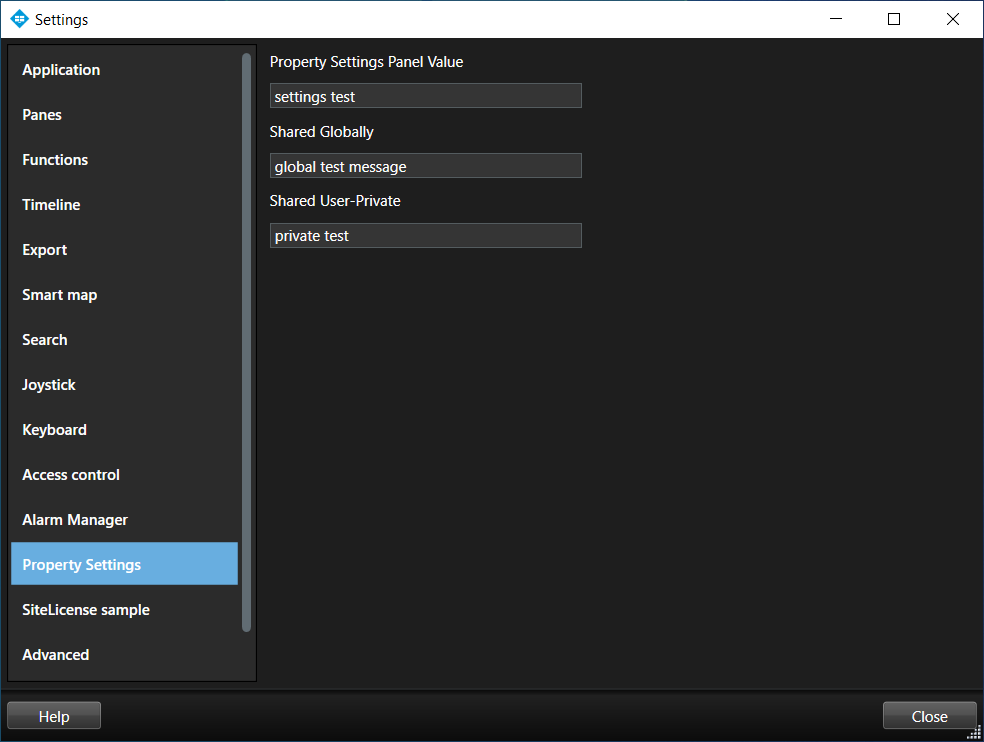 Settings
Application
Panes
Functions
Timeline
Export
Smart map
Search
Joystick
Keyboard
Access control
Alarm Manager
Property Settings
SiteLicense sample
Advanced
Property Settings Panel Value
settings test
Shared Globally
global test message
Shared User-Private
private test
Help
Close